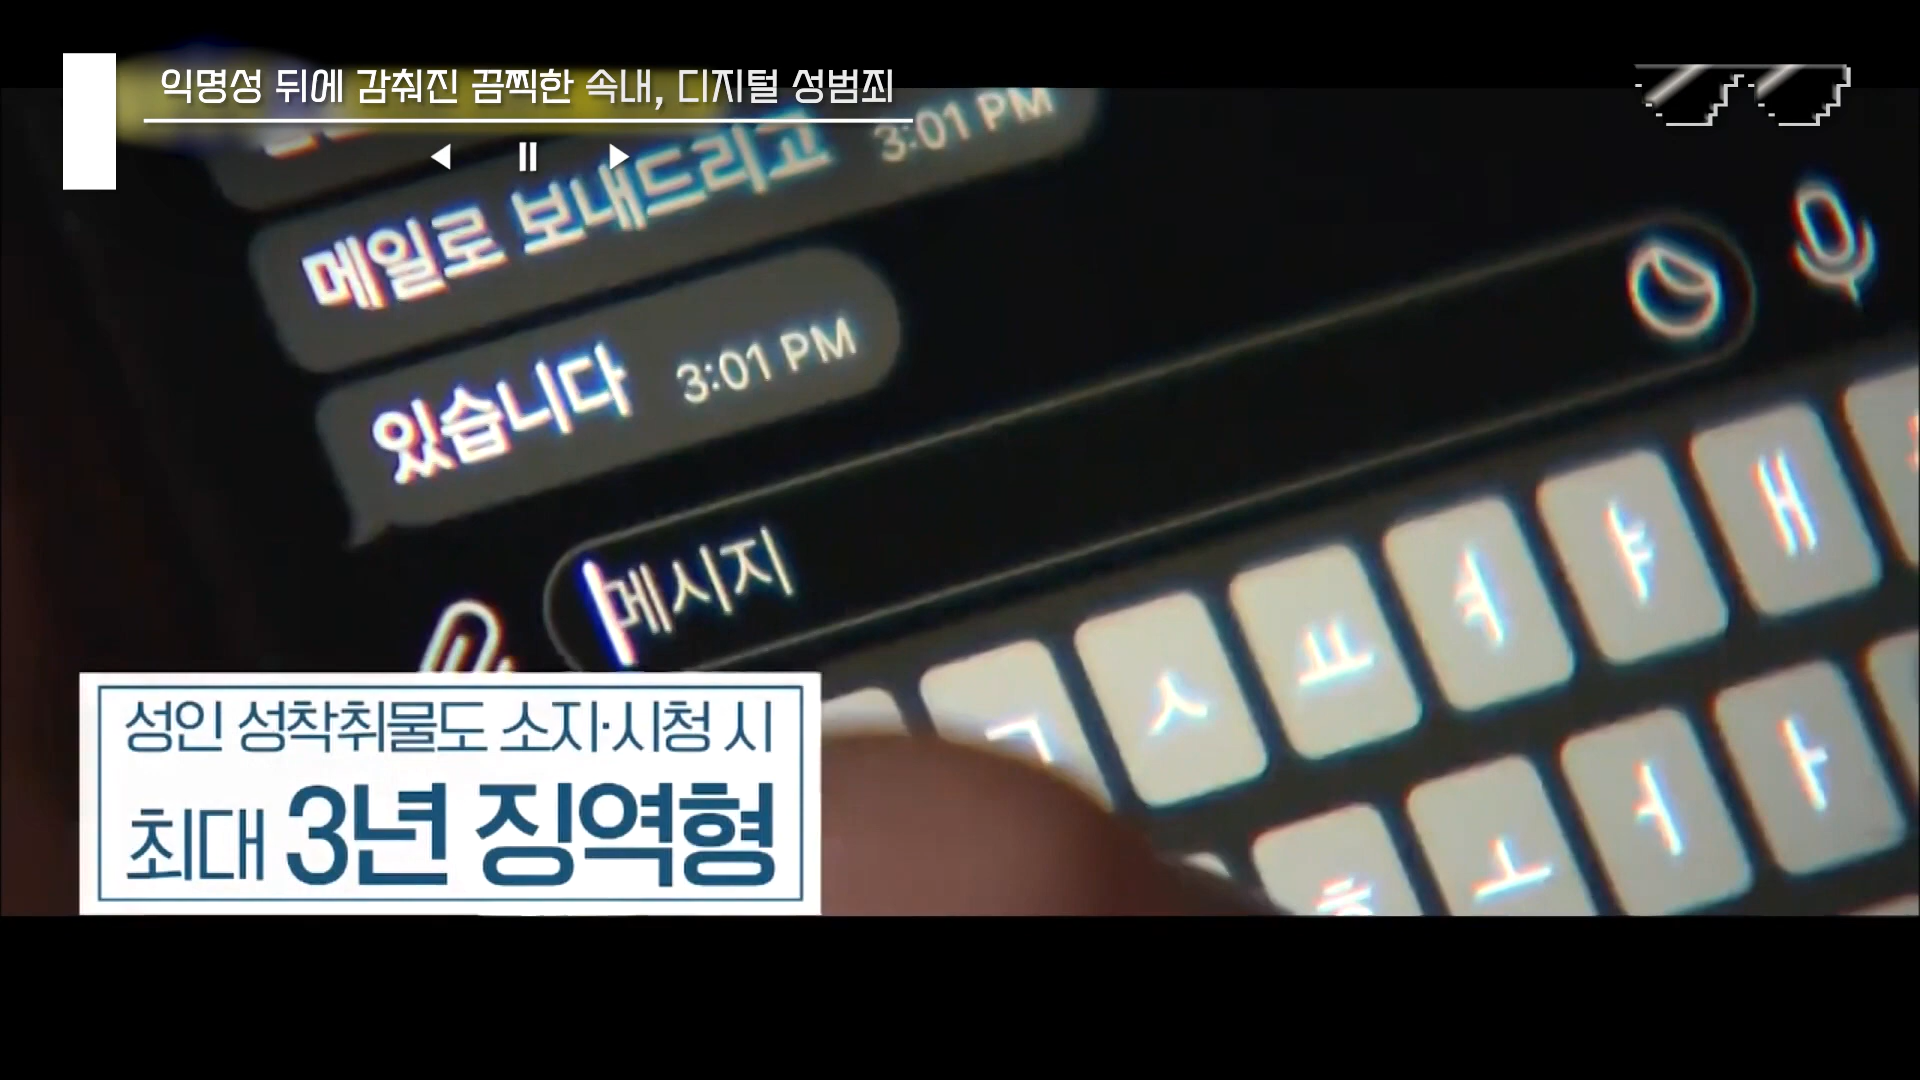 익명성 뒤에 감춰진 끔찍한 속내, 디지털 성범죄
메일로 보내드리고 3:01 PM
있습니다 3:01 PM
메시지
ㄱ ㅅ ㅛ ㅕ ㅑ ㅐ
ㅎ ㅗ ㅓ ㅏ
성인 성착취물도 소지·시청 시
최대 3년 징역형